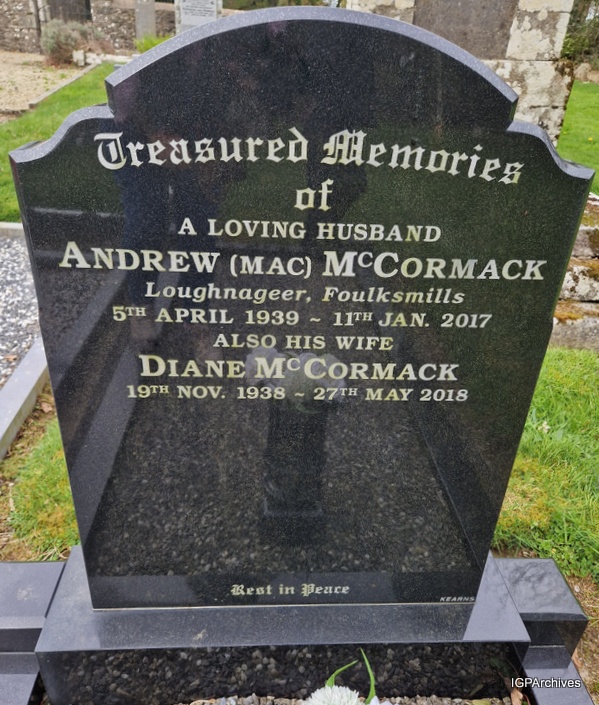 Treasured Memories
of
A LOVING HUSBAND
ANDREW (MAC) McCORMACK
Loughnageer, Foulksmills
5TH APRIL 1939 ~ 11TH JAN. 2017
ALSO HIS WIFE
DIANE McCORMACK
19TH NOV. 1938 ~ 27TH MAY 2018
Rest in Peace
KEARNS
IGPArchives